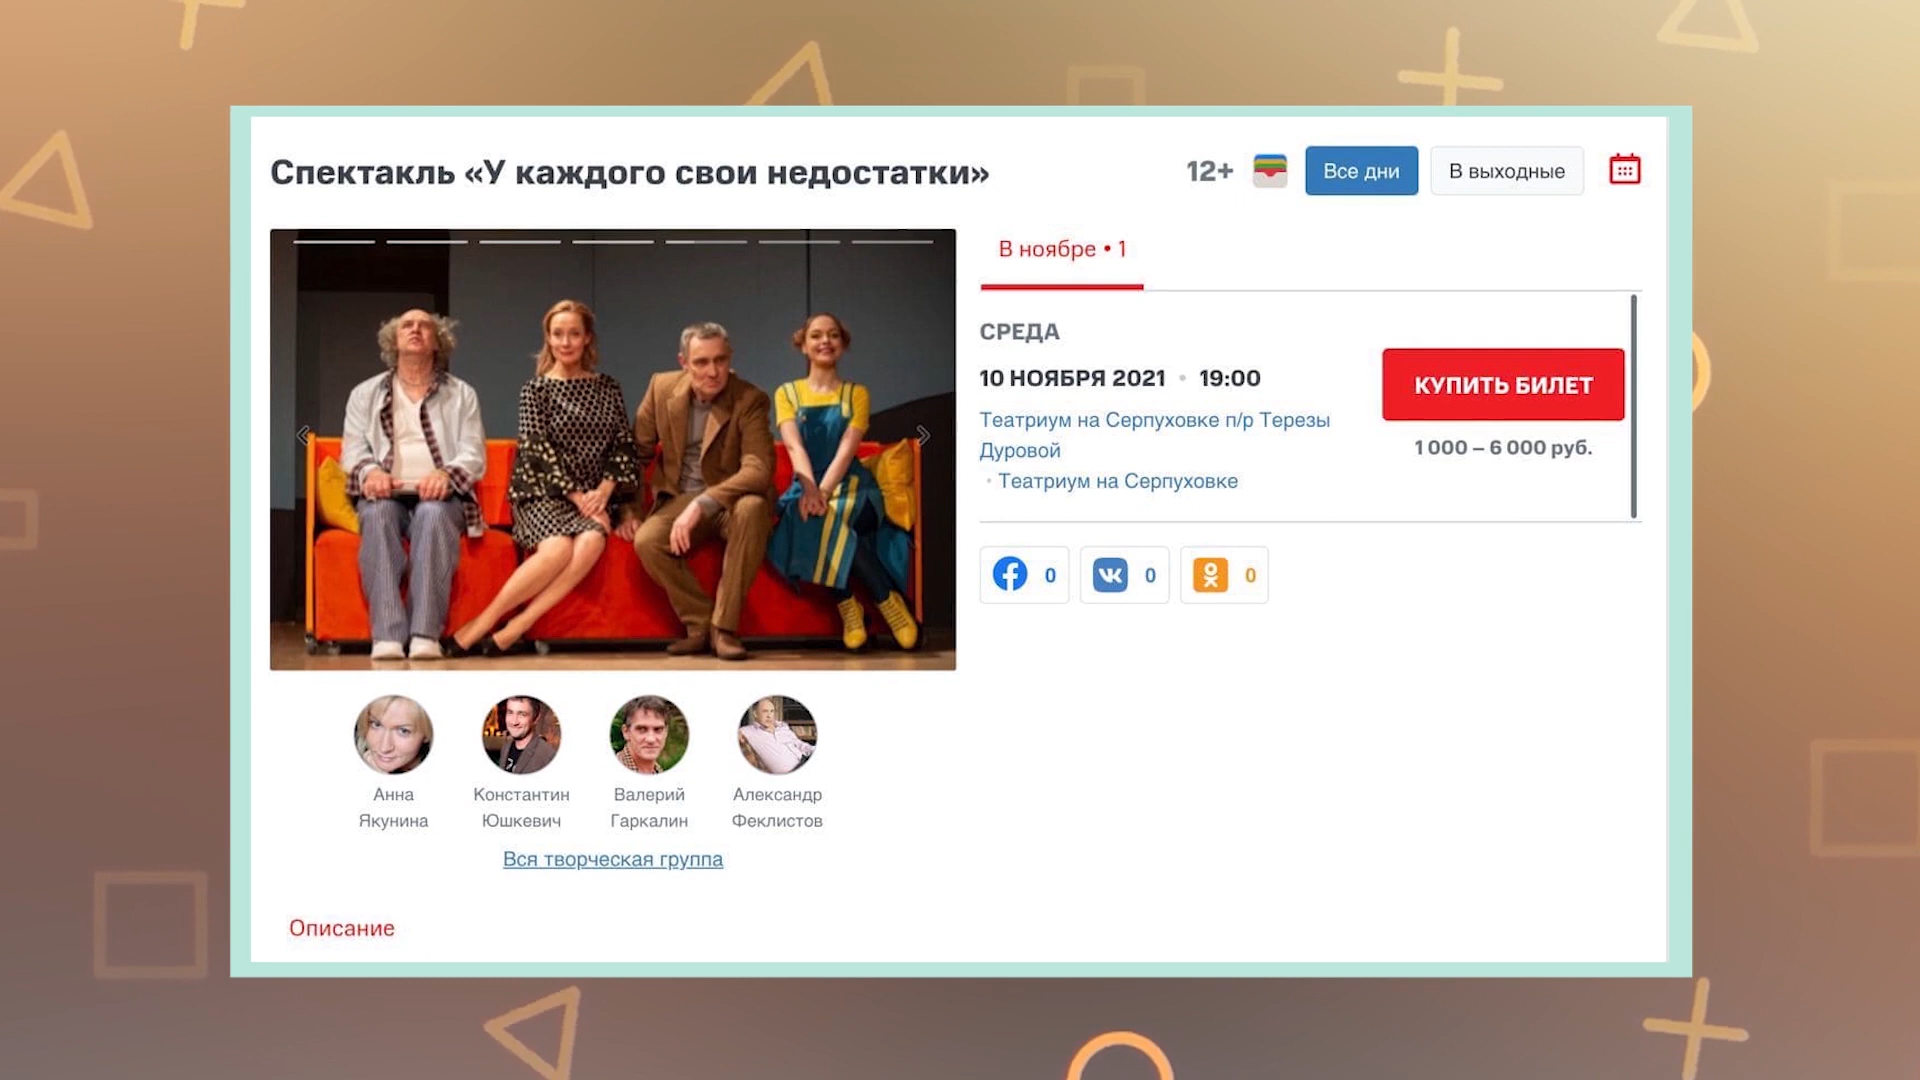 Спектакль «У каждого свои недостатки»
12+
Все дни
В выходные
В ноябре • 1
СРЕДА
10 НОЯБРЯ 2021 • 19:00
КУПИТЬ БИЛЕТ
1 000 – 6 000 руб.
Театриум на Серпуховке п/р Терезы
Дуровой
• Театриум на Серпуховке
0
0
0
Анна
Якунина
Константин
Юшкевич
Валерий
Гаркалин
Александр
Феклистов
Вся творческая группа
Описание